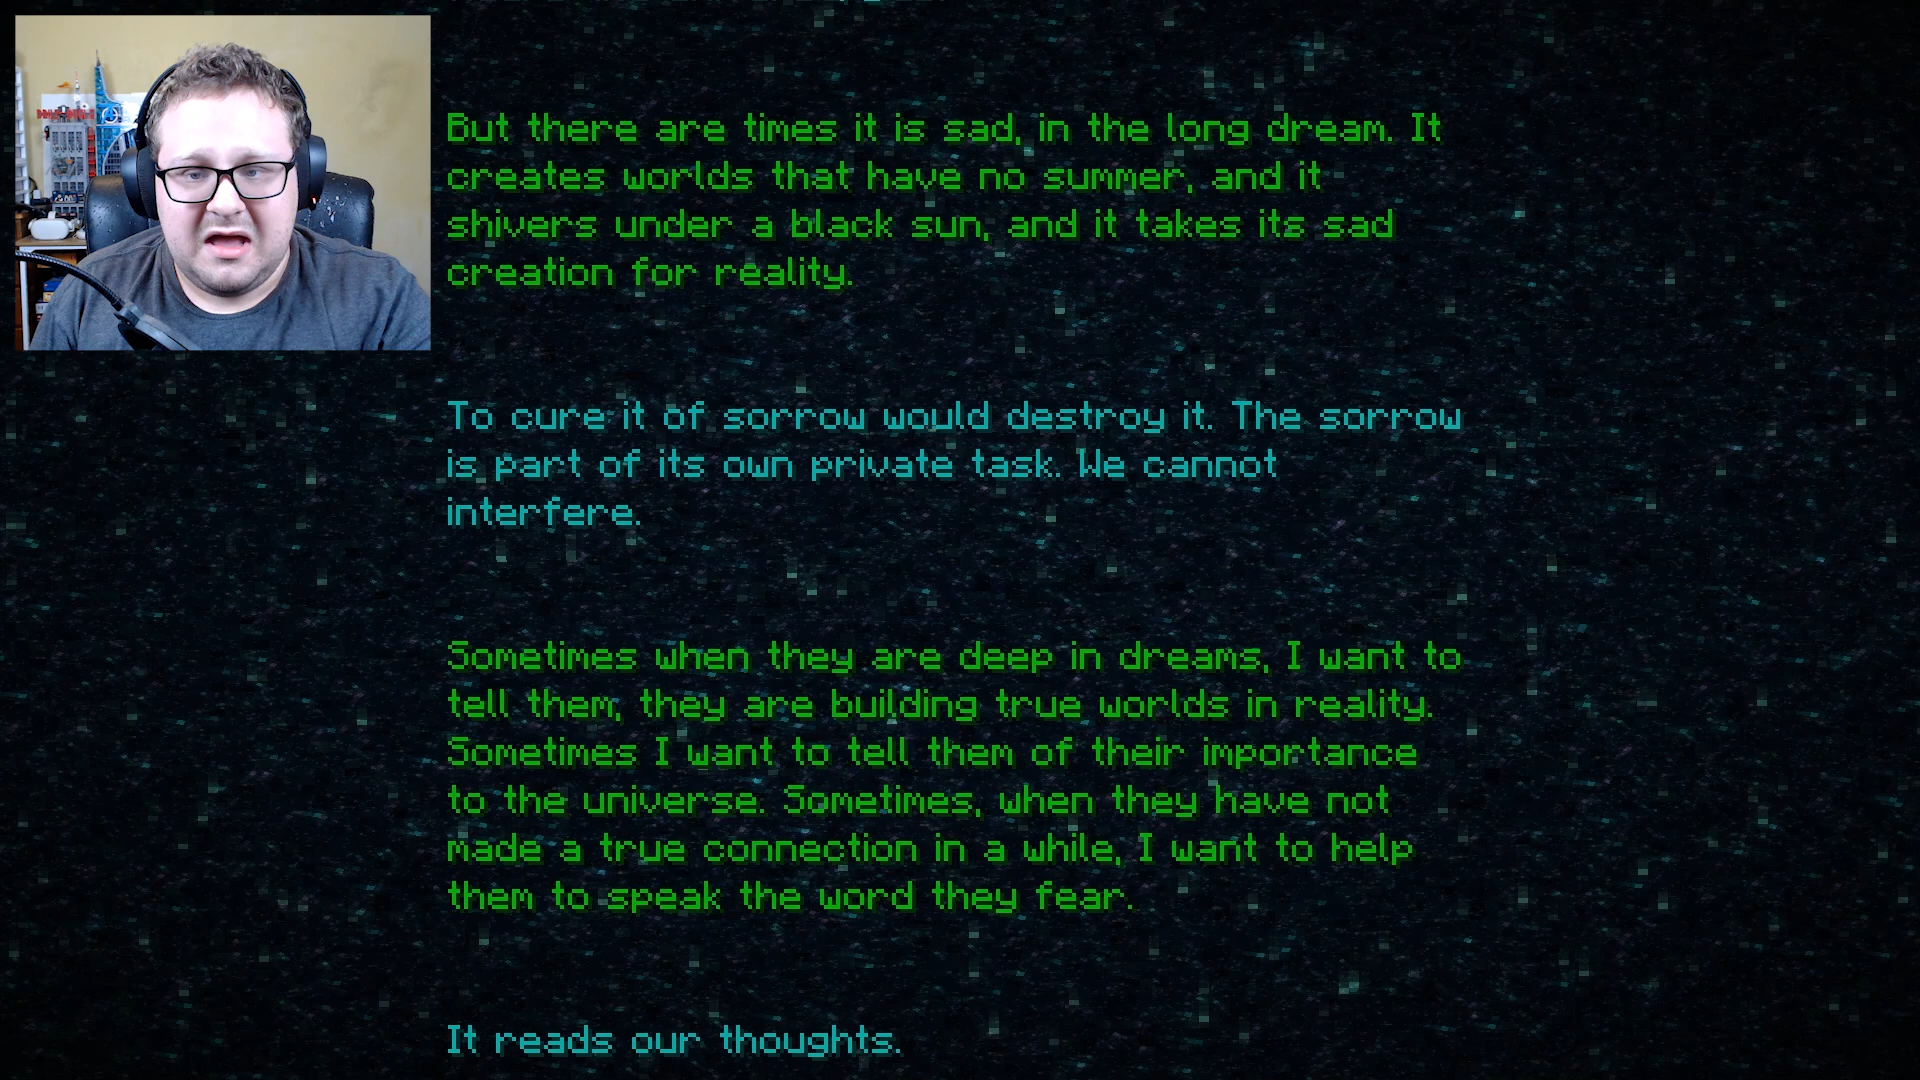 But there are times it is sad, in the long dream. It
creates worlds that have no summer, and it
shivers under a black sun, and it takes its sad
creation for reality.
To cure it of sorrow would destroy it. The sorrow
is part of its own private task. We cannot
interfere.
Sometimes when they are deep in dreams, I want to
tell them, they are building true worlds in reality.
Sometimes I want to tell them of their importance
to the universe. Sometimes, when they have not
made a true connection in a while, I want to help
them to speak the word they fear.
It reads our thoughts.